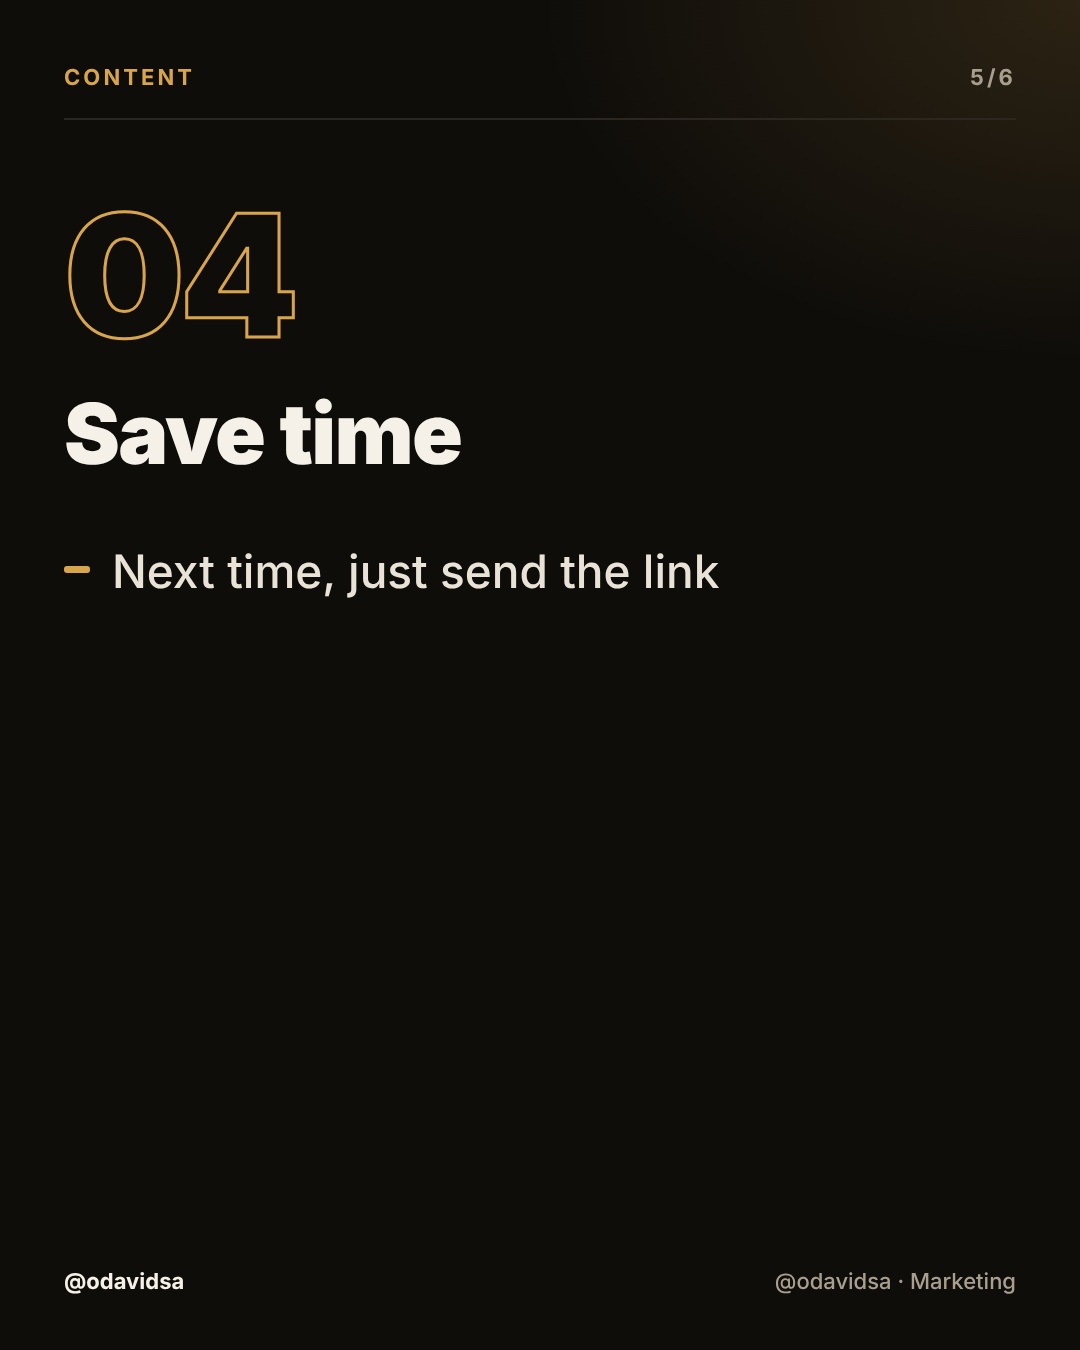 CONTENT
5/6
04
Save time
Next time, just send the link
@odavidsa
@odavidsa · Marketing